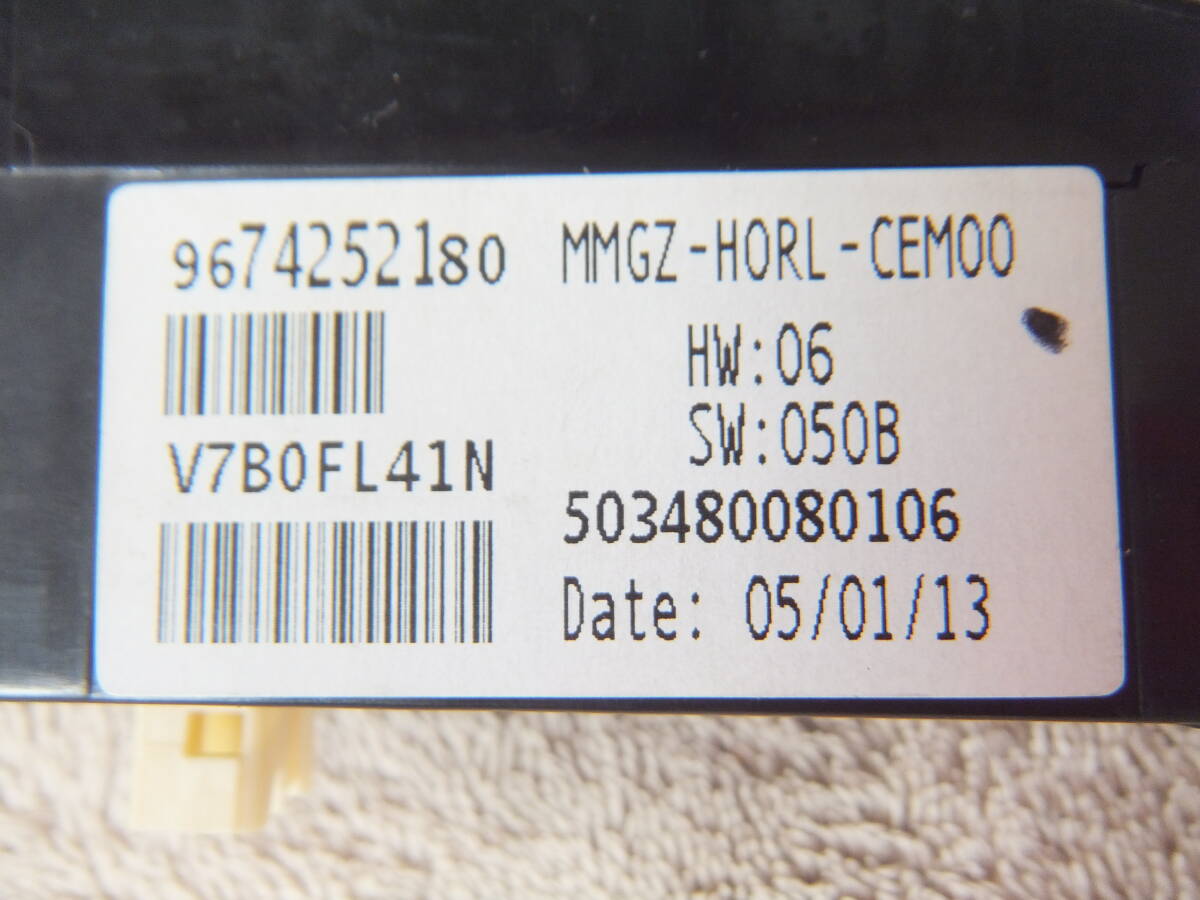 9674252180 MMGZ-HORL-CEM00
HW:06
SW:050B
V7B0FL41N
503480080106
Date: 05/01/13